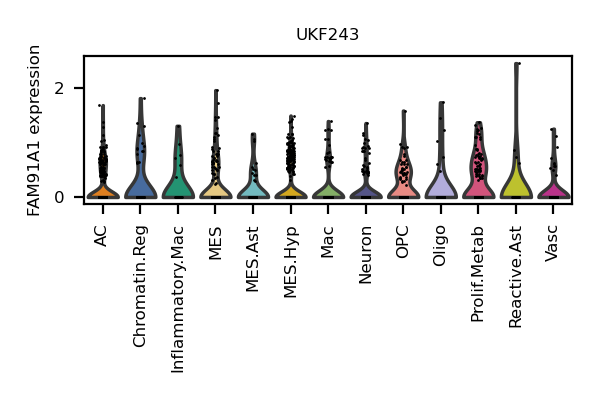 UKF243
FAM91A1 expression
2
0
AC
Chromatin.Reg
Inflammatory.Mac
MES
MES.Ast
MES.Hyp
Mac
Neuron
OPC
Oligo
Prolif.Metab
Reactive.Ast
Vasc